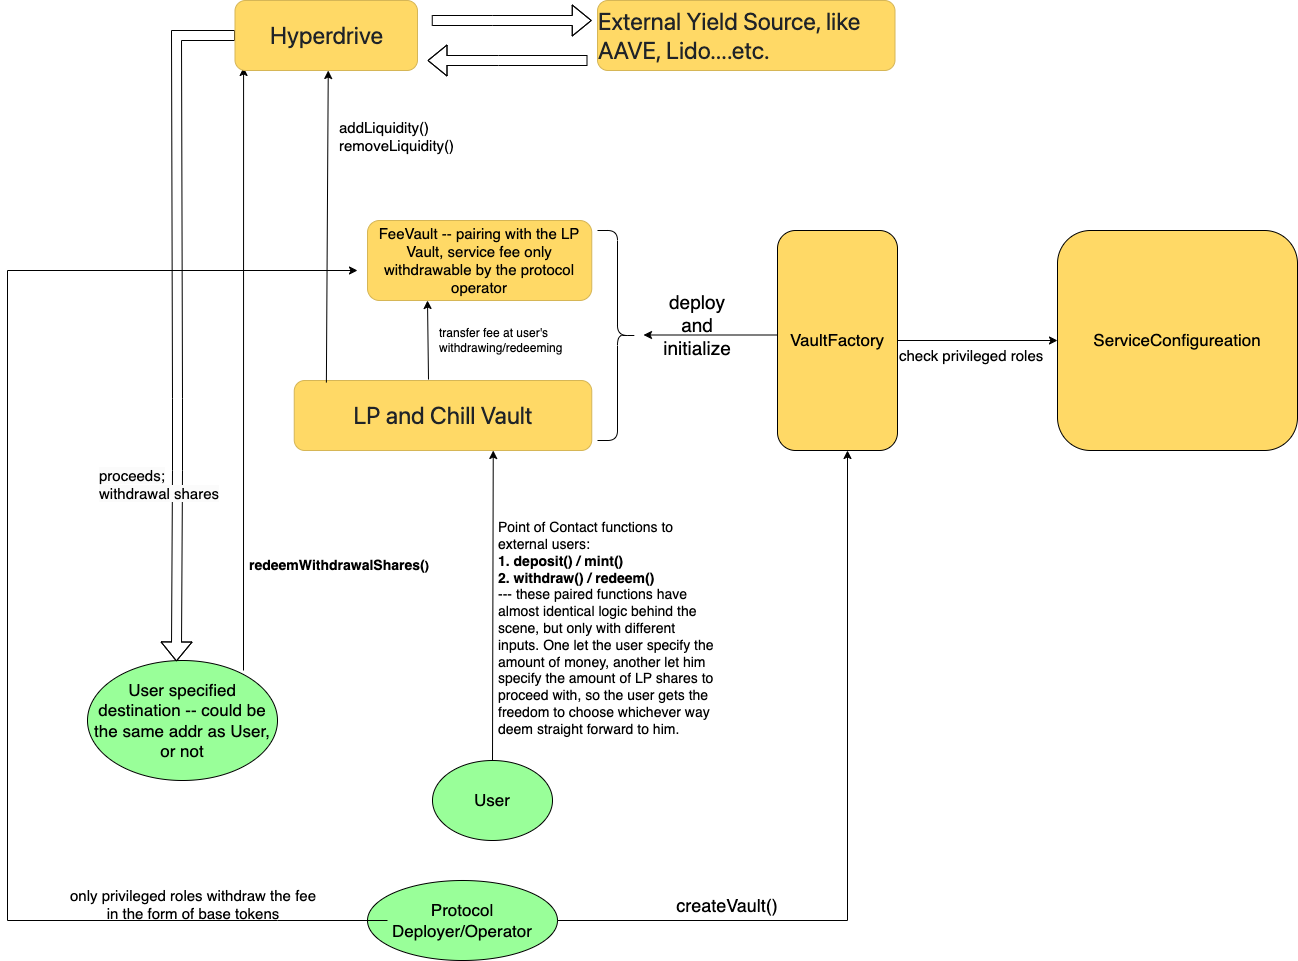 Hyperdrive
External Yield Source, like
AAVE, Lido....etc.
addLiquidity()
removeLiquidity()
FeeVault -- pairing with the LP
Vault, service fee only
withdrawable by the protocol
operator
deploy
and
initialize
VaultFactory
check privileged roles
ServiceConfigureation
transfer fee at user's
withdrawing/redeeming
LP and Chill Vault
proceeds;
withdrawal shares
redeemWithdrawalShares()
Point of Contact functions to
external users:
1. deposit() / mint()
2. withdraw() / redeem()
--- these paired functions have
almost identical logic behind the
scene, but only with different
inputs. One let the user specify the
amount of money, another let him
specify the amount of LP shares to
proceed with, so the user gets the
freedom to choose whichever way
deem straight forward to him.
User specified
destination -- could be
the same addr as User,
or not
User
only privileged roles withdraw the fee
in the form of base tokens
Protocol
Deployer/Operator
createVault()